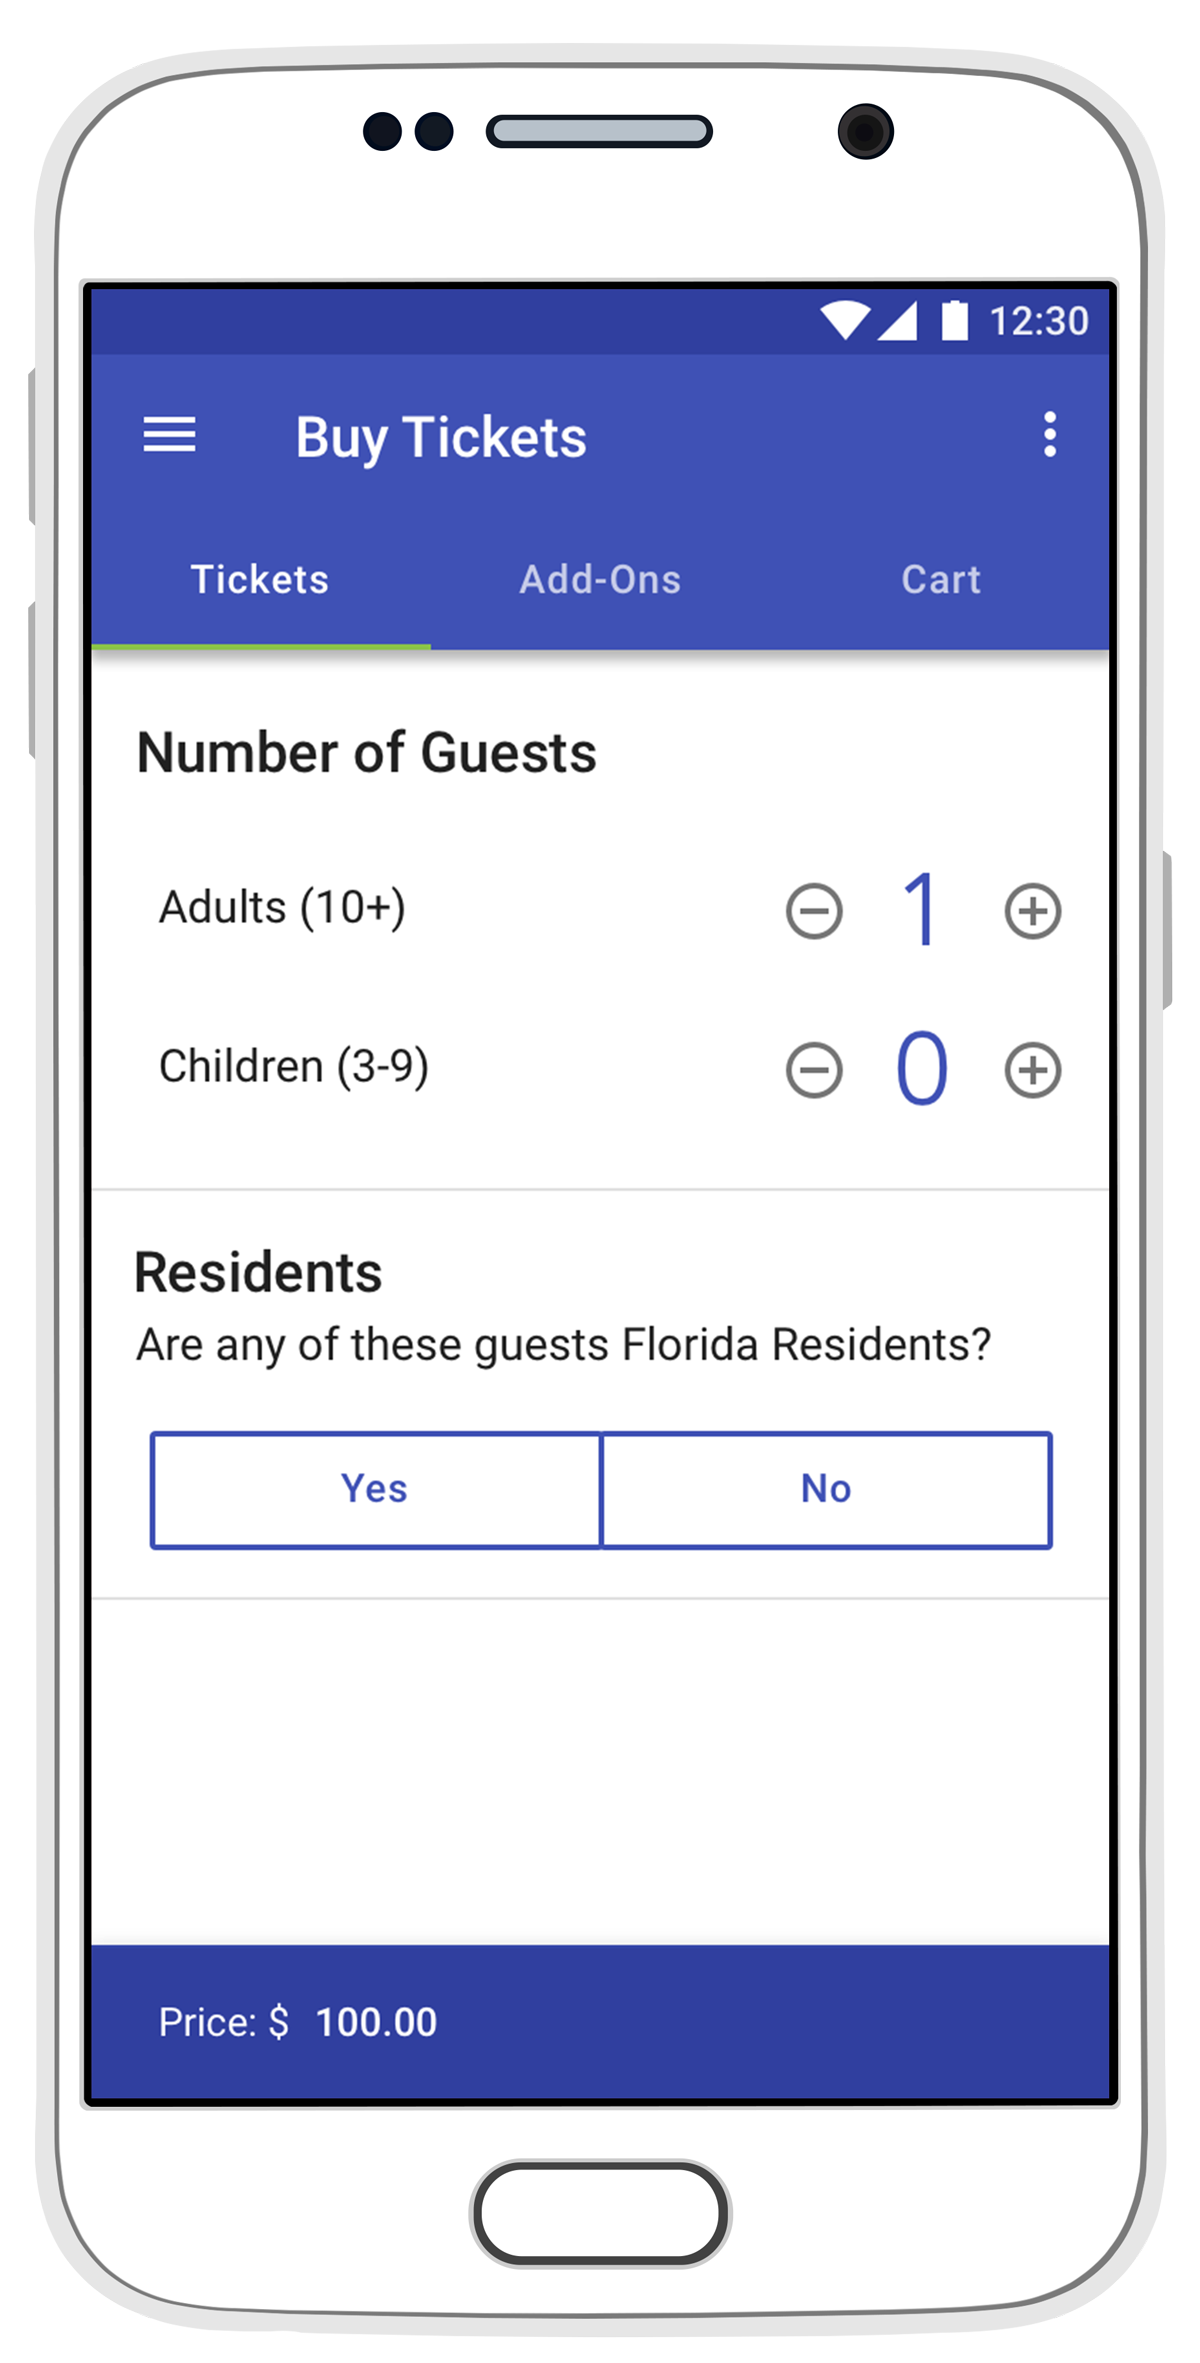 12:30
Buy Tickets
Tickets Add-Ons Cart
Number of Guests
Adults (10+) 1
Children (3-9) 0
Residents
Are any of these guests Florida Residents?
Yes No
Price: $ 100.00